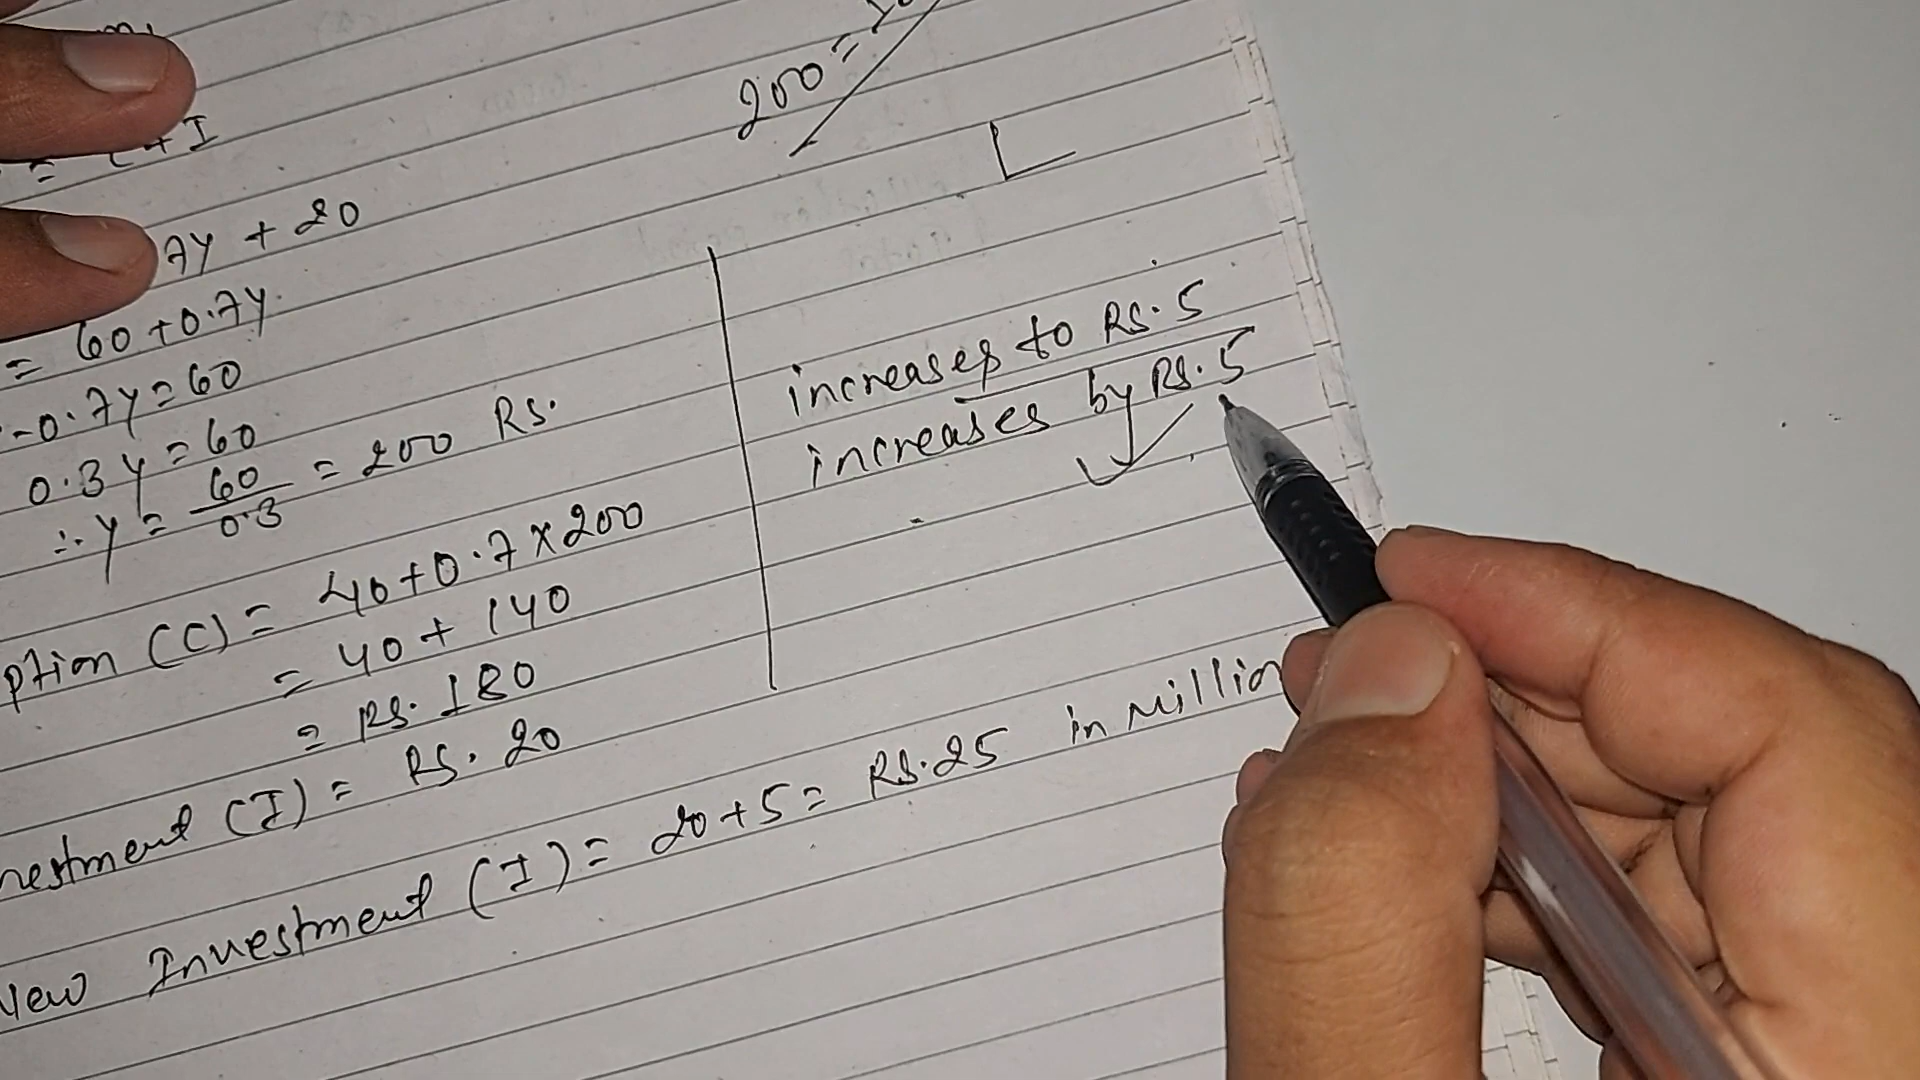 200 =
= C + I
7Y + 20
= 60 + 0.7Y
- 0.7Y = 60
0.3Y = 60
∴ Y = 60/0.3 = 200 RS.
ption (C) = 40 + 0.7 × 200
= 40 + 140
= RS. 180
nestment (I) = RS. 20
New Investment (I) = 20 + 5 = RS. 25 in Million
increases to RS. 5
increases by RS. 5